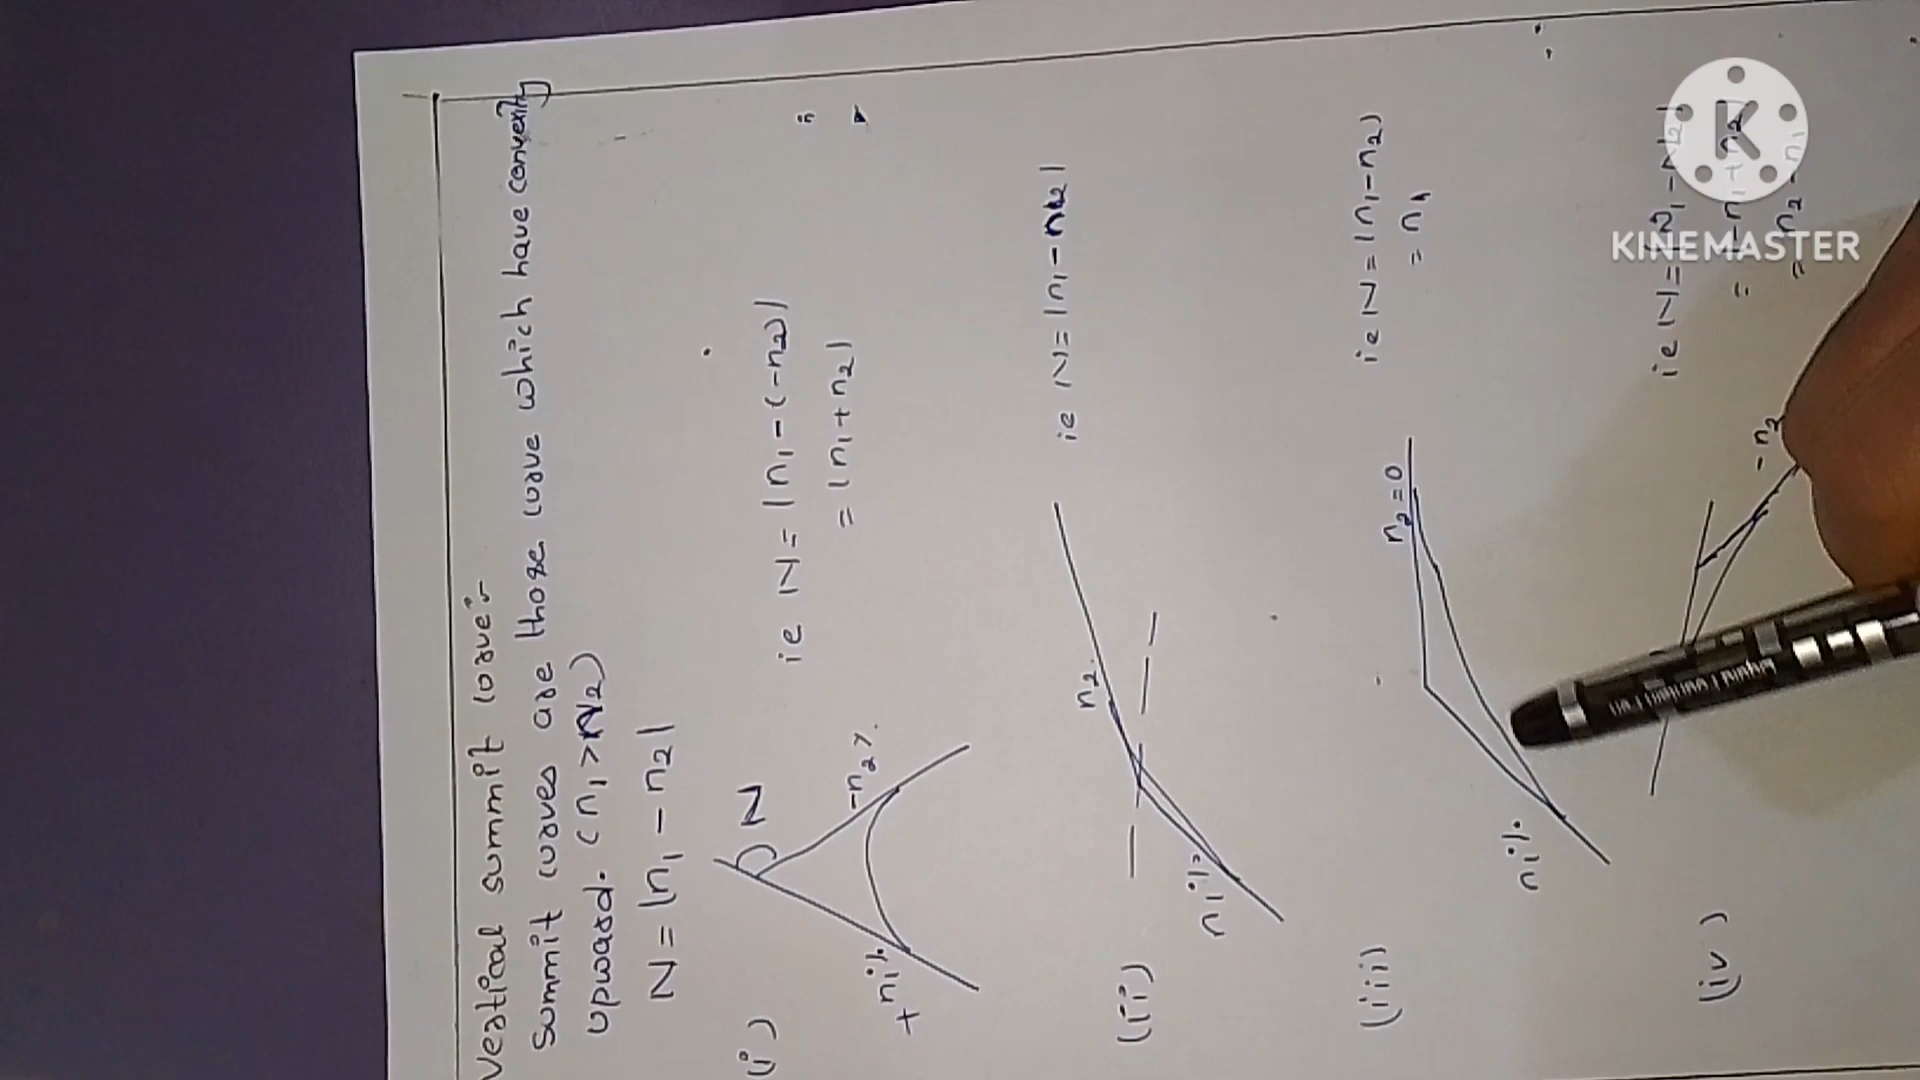 vertical summit curve:-
Summit curves are those curve which have convexity
upward. (n1 > n2)
N = |n1 - n2|
(i)
N
+ n1%
-n2%.
ie N = |n1 - (-n2)|
= |n1 + n2|
(ii)
n1%
n2.
ie N = |n1 - n2|
(iii)
n1%
n2 = 0
ie N = |n1 - n2)
= n1
(iv)
- n2
ie N =
KINEMASTER